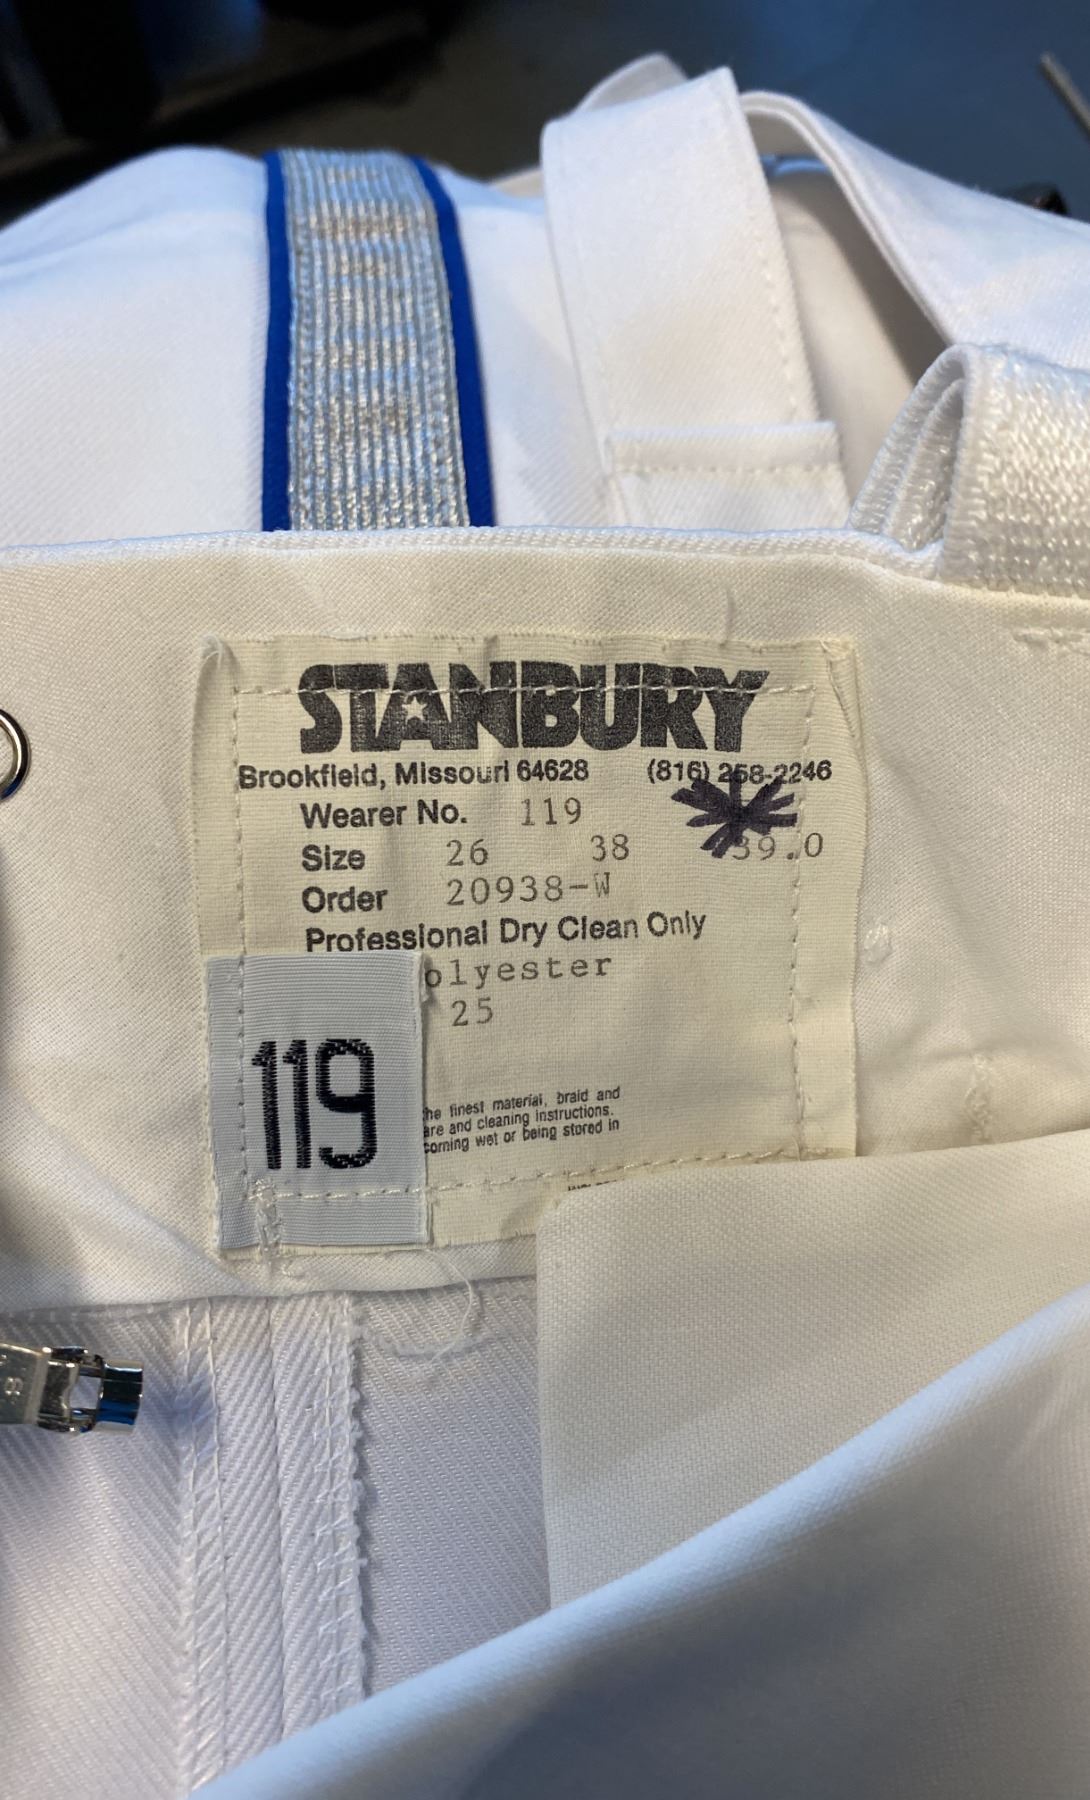 STANBURY
Brookfield, Missouri 64628 (816) 258-2246
Wearer No. 119
Size 26 38 39.0
Order 20938-W
Professional Dry Clean Only
olyester
25
119
he finest material, braid and
are and cleaning instructions.
coming wet or being stored in
8